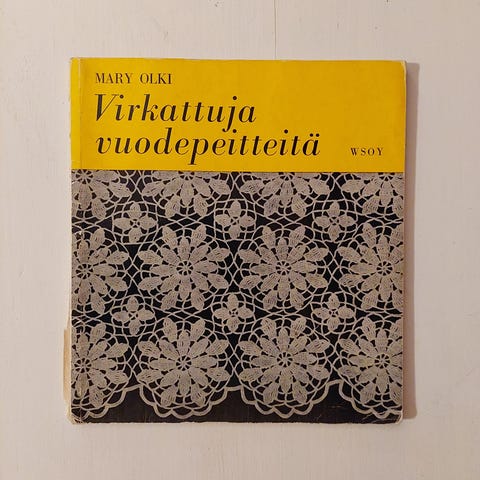 MARY OLKI
Virkattuja
vuodepeitteitä
WSOY